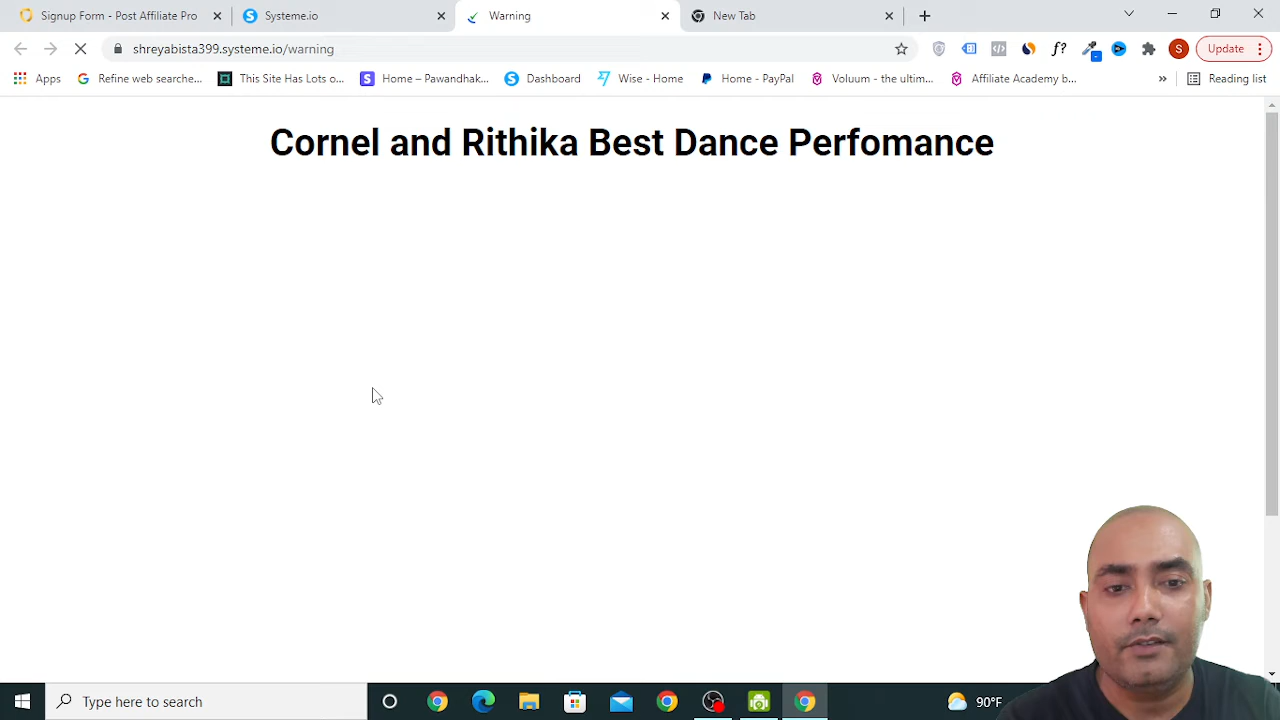 Signup Form - Post Affiliate Pro
Systeme.io
Warning
New Tab
shreyabista399.systeme.io/warning
f?
S
Update
Apps
Refine web searche...
This Site Has Lots o...
Home – Pawandhak...
Dashboard
Wise - Home
Home - PayPal
Voluum - the ultim...
Affiliate Academy b...
»
Reading list
Cornel and Rithika Best Dance Perfomance
Type here to search
90°F